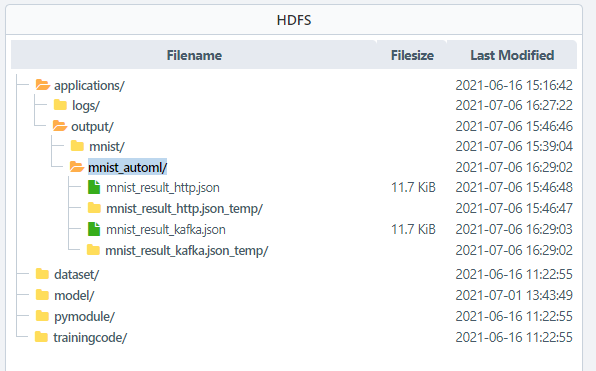 HDFS
Filename Filesize Last Modified
applications/ 2021-06-16 15:16:42
logs/ 2021-07-06 16:27:22
output/ 2021-07-06 15:46:46
mnist/ 2021-07-06 15:39:04
mnist_automl/ 2021-07-06 16:29:02
mnist_result_http.json 11.7 KiB 2021-07-06 15:46:48
mnist_result_http.json_temp/ 2021-07-06 15:46:47
mnist_result_kafka.json 11.7 KiB 2021-07-06 16:29:03
mnist_result_kafka.json_temp/ 2021-07-06 16:29:02
dataset/ 2021-06-16 11:22:55
model/ 2021-07-01 13:43:49
pymodule/ 2021-06-16 11:22:55
trainingcode/ 2021-06-16 11:22:55